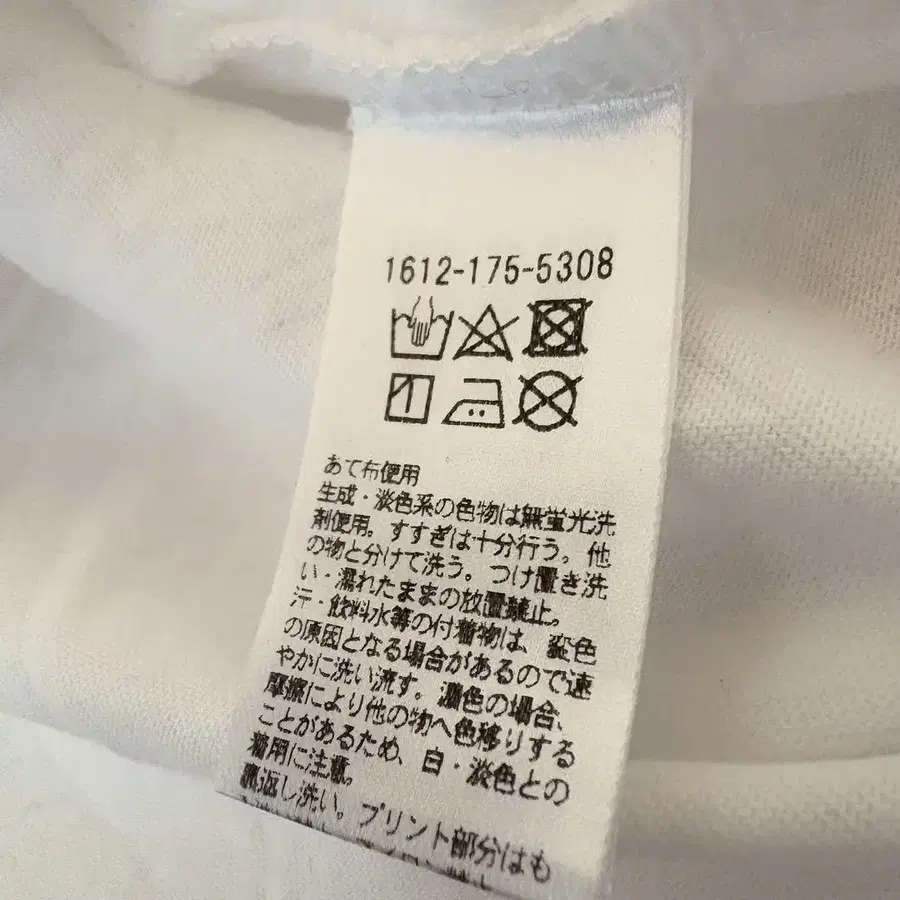 1612-175-5308
あて布使用
生成・淡色系の色物は無蛍光洗
剤使用。すすぎは十分行う。他
の物と分けて洗う。つけ置き洗
い・濡れたままの放置禁止。
汗・飲料水等の付着物は、変色
の原因となる場合があるので速
やかに洗い流す。濃色の場合、
摩擦により他の物へ色移りする
ことがあるため、白・淡色との
着用に注意。
裏返し洗い。プリント部分はも